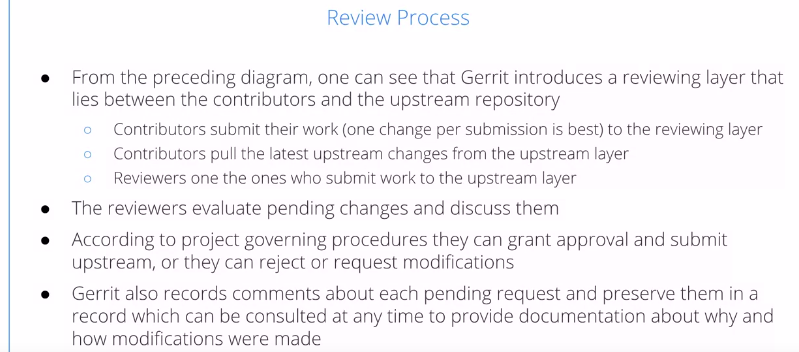 Review Process
● From the preceding diagram, one can see that Gerrit introduces a reviewing layer that
lies between the contributors and the upstream repository
○ Contributors submit their work (one change per submission is best) to the reviewing layer
○ Contributors pull the latest upstream changes from the upstream layer
○ Reviewers one the ones who submit work to the upstream layer
● The reviewers evaluate pending changes and discuss them
● According to project governing procedures they can grant approval and submit
upstream, or they can reject or request modifications
● Gerrit also records comments about each pending request and preserve them in a
record which can be consulted at any time to provide documentation about why and
how modifications were made